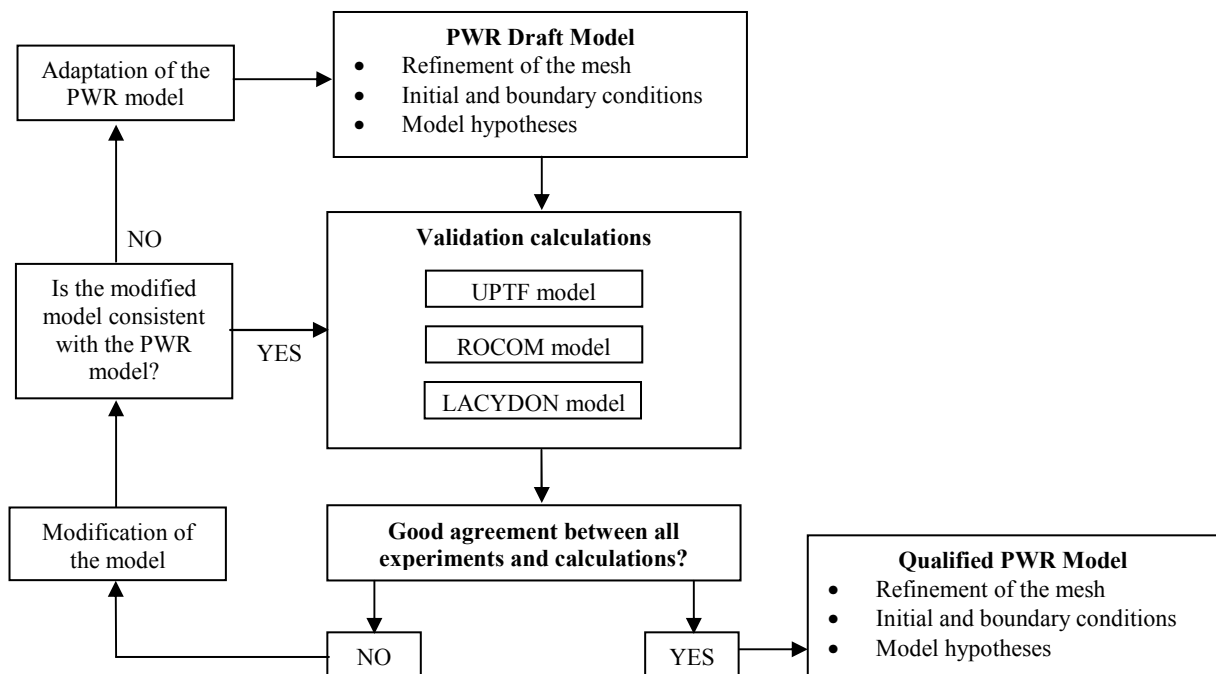 PWR Draft Model
• Refinement of the mesh
• Initial and boundary conditions
• Model hypotheses
Adaptation of the
PWR model
NO
Is the modified
model consistent
with the PWR
model?
YES
Validation calculations
UPTF model
ROCOM model
LACYDON model
Modification of
the model
Good agreement between all
experiments and calculations?
NO
YES
Qualified PWR Model
• Refinement of the mesh
• Initial and boundary conditions
• Model hypotheses